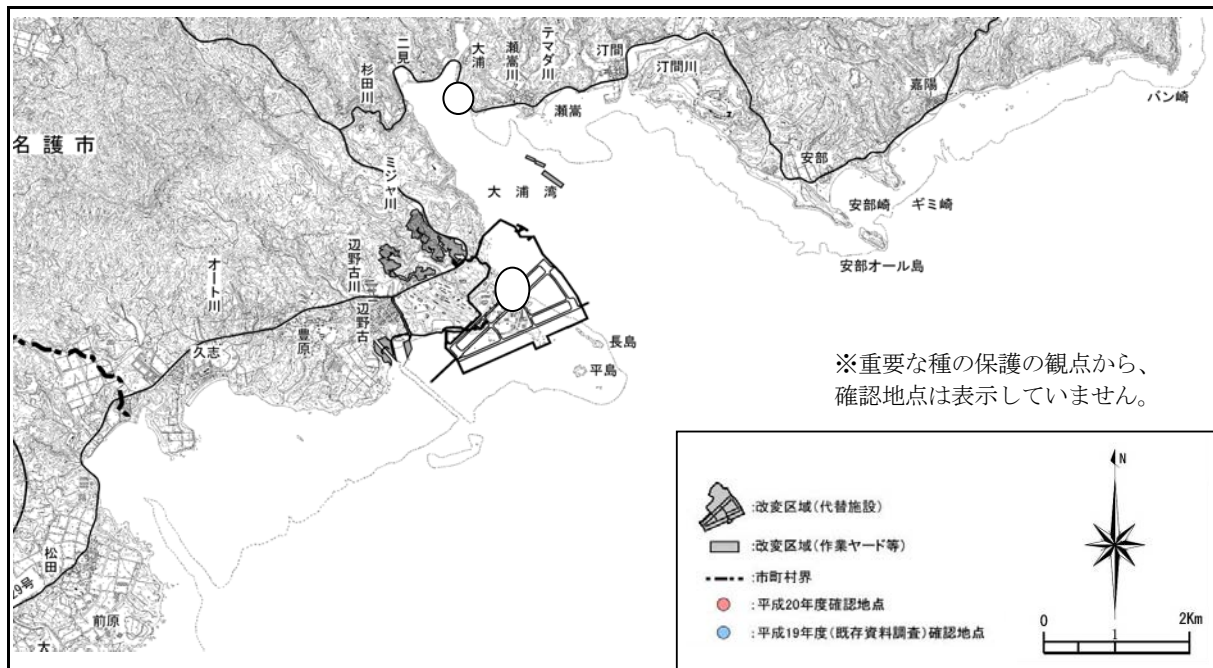 二見
大浦
瀬嵩川
テマダ川
汀間
杉田川
汀間川
嘉陽
バン崎
瀬嵩
名護市
安部
ミジャ川
大浦湾
安部崎
ギミ崎
安部オール島
辺野古川
オート川
辺野古
豊原
久志
長島
平島
※重要な種の保護の観点から、
確認地点は表示していません。
N
:改変区域(代替施設)
:改変区域(作業ヤード等)
:市町村界
:平成20年度確認地点
:平成19年度(既存資料調査)確認地点
0 1 2Km
松田
29号
前原